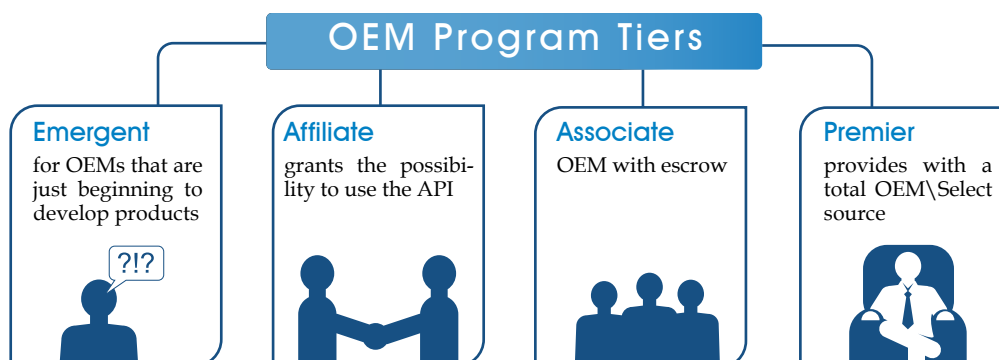 OEM Program Tiers
Emergent
for OEMs that are
just beginning to
develop products
?!?
Affiliate
grants the possibi-
lity to use the API
Associate
OEM with escrow
Premier
provides with a
total OEM\Select
source